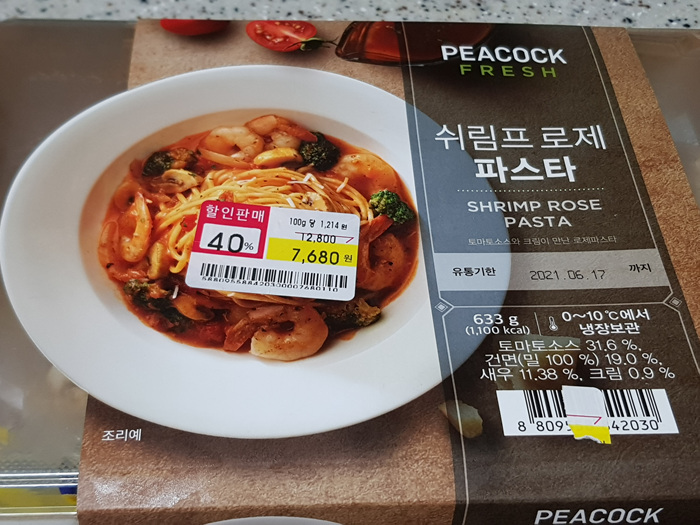 PEACOCK
FRESH
쉬림프 로제
파스타
SHRIMP ROSE
PASTA
토마토소스와 크림이 만난 로제파스타
유통기한 2021.06.17 까지
633 g
(1,100 kcal)
0~10℃에서
냉장보관
토마토소스 31.6 %,
건면(밀 100 %) 19.0 %,
새우 11.38 %, 크림 0.9 %
8 8095 42030
할인판매
40%
100g 당 1,214 원
12,800
7,680 원
조리예
PEACOCK